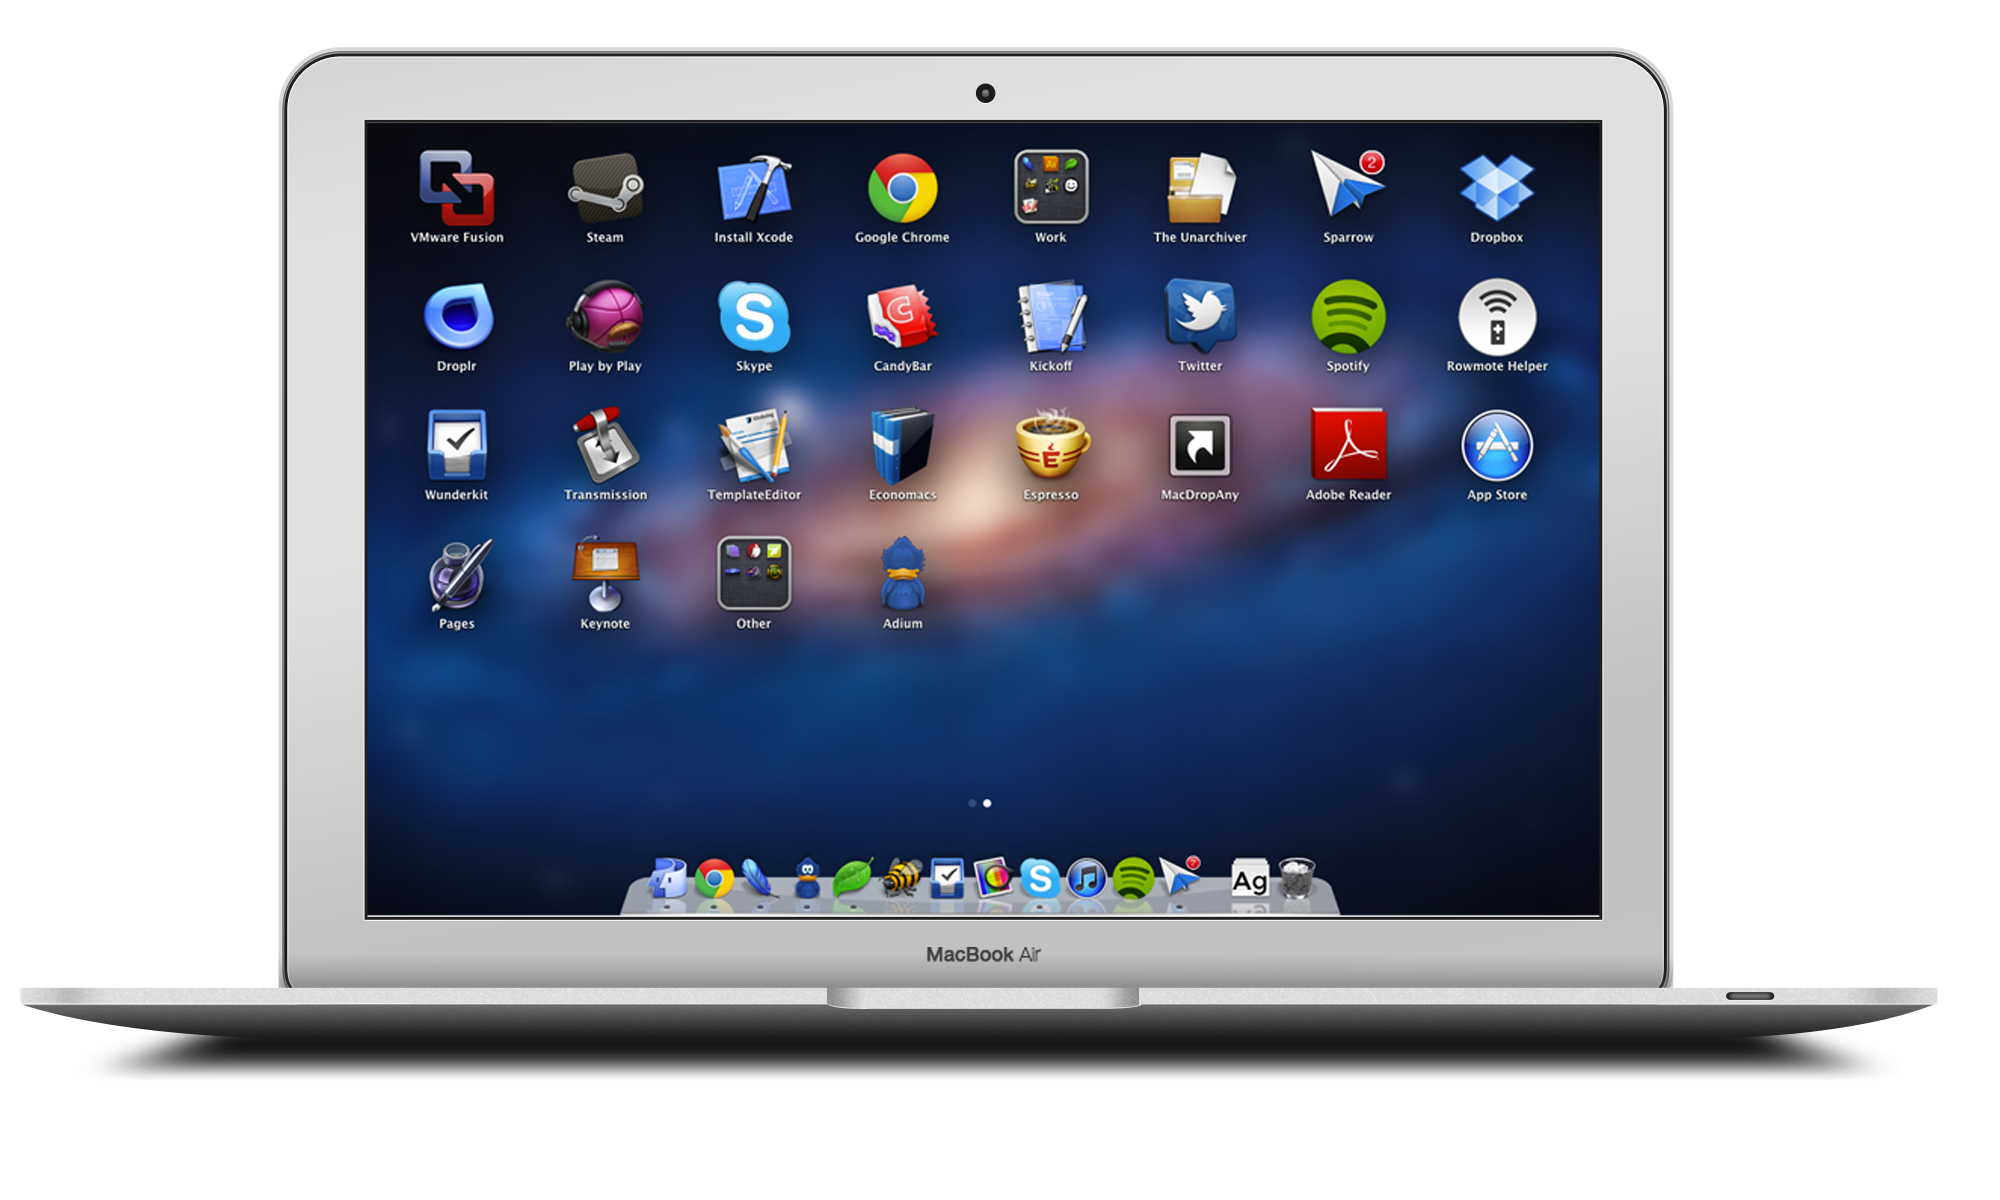 VMware Fusion
Steam
Install Xcode
Google Chrome
Work
The Unarchiver
2
Sparrow
Dropbox
Droplr
Play by Play
S
Skype
C
CandyBar
Kickoff
Twitter
Spotify
Rowmote Helper
Wunderkit
Transmission
TemplateEditor
Economacs
E
Espresso
MacDropAny
Adobe Reader
App Store
Pages
Keynote
Other
Adium
S
Ag
MacBook Air